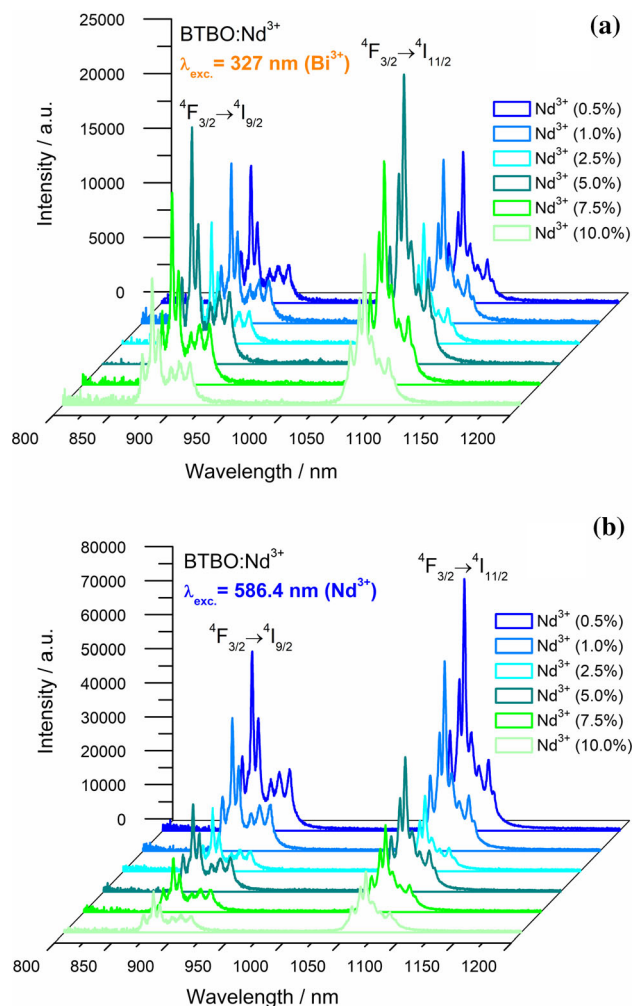 (a)
BTBO:Nd³⁺
λexc. = 327 nm (Bi³⁺)
⁴F3/2→⁴I11/2
⁴F3/2→⁴I9/2
Nd³⁺ (0.5%)
Nd³⁺ (1.0%)
Nd³⁺ (2.5%)
Nd³⁺ (5.0%)
Nd³⁺ (7.5%)
Nd³⁺ (10.0%)
Intensity / a.u.
25000
20000
15000
10000
5000
0
800 850 900 950 1000 1050 1100 1150 1200
Wavelength / nm
(b)
BTBO:Nd³⁺
λexc. = 586.4 nm (Nd³⁺)
⁴F3/2→⁴I11/2
⁴F3/2→⁴I9/2
Nd³⁺ (0.5%)
Nd³⁺ (1.0%)
Nd³⁺ (2.5%)
Nd³⁺ (5.0%)
Nd³⁺ (7.5%)
Nd³⁺ (10.0%)
Intensity / a.u.
80000
70000
60000
50000
40000
30000
20000
10000
0
800 850 900 950 1000 1050 1100 1150 1200
Wavelength / nm